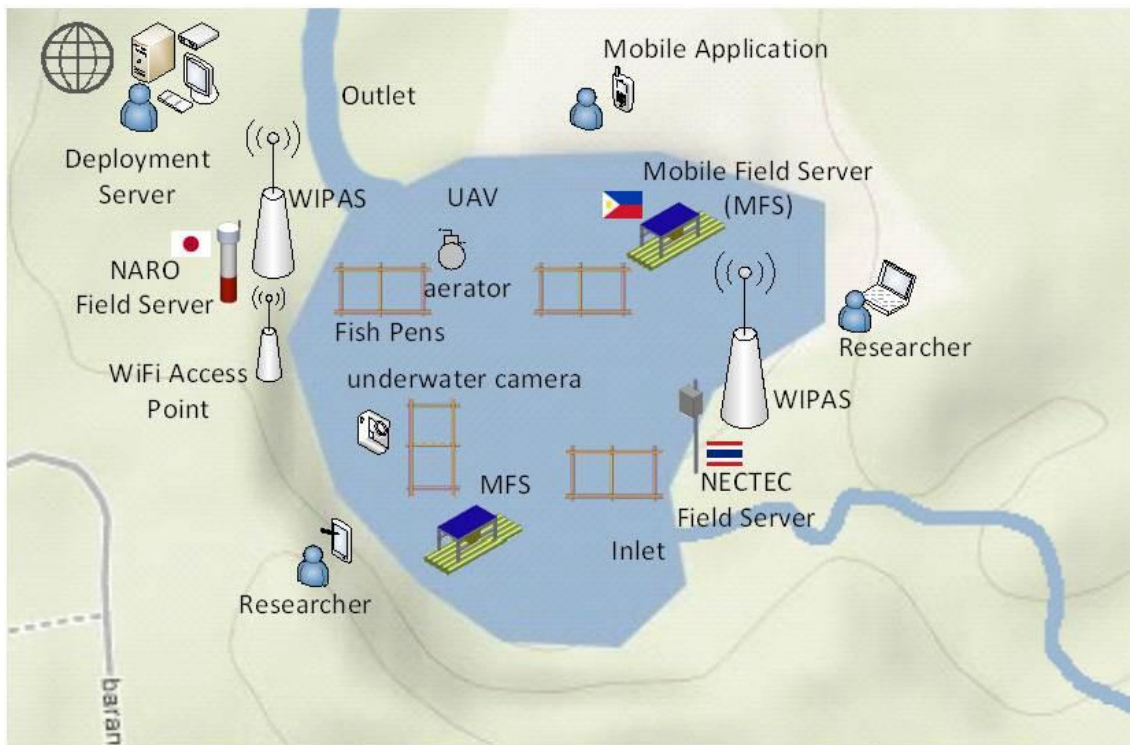 Mobile Application
Outlet
Deployment
Server
WIPAS
UAV
Mobile Field Server
(MFS)
NARO
Field Server
aerator
Fish Pens
Researcher
WiFi Access
Point
underwater camera
WIPAS
MFS
NECTEC
Field Server
Inlet
Researcher
baran